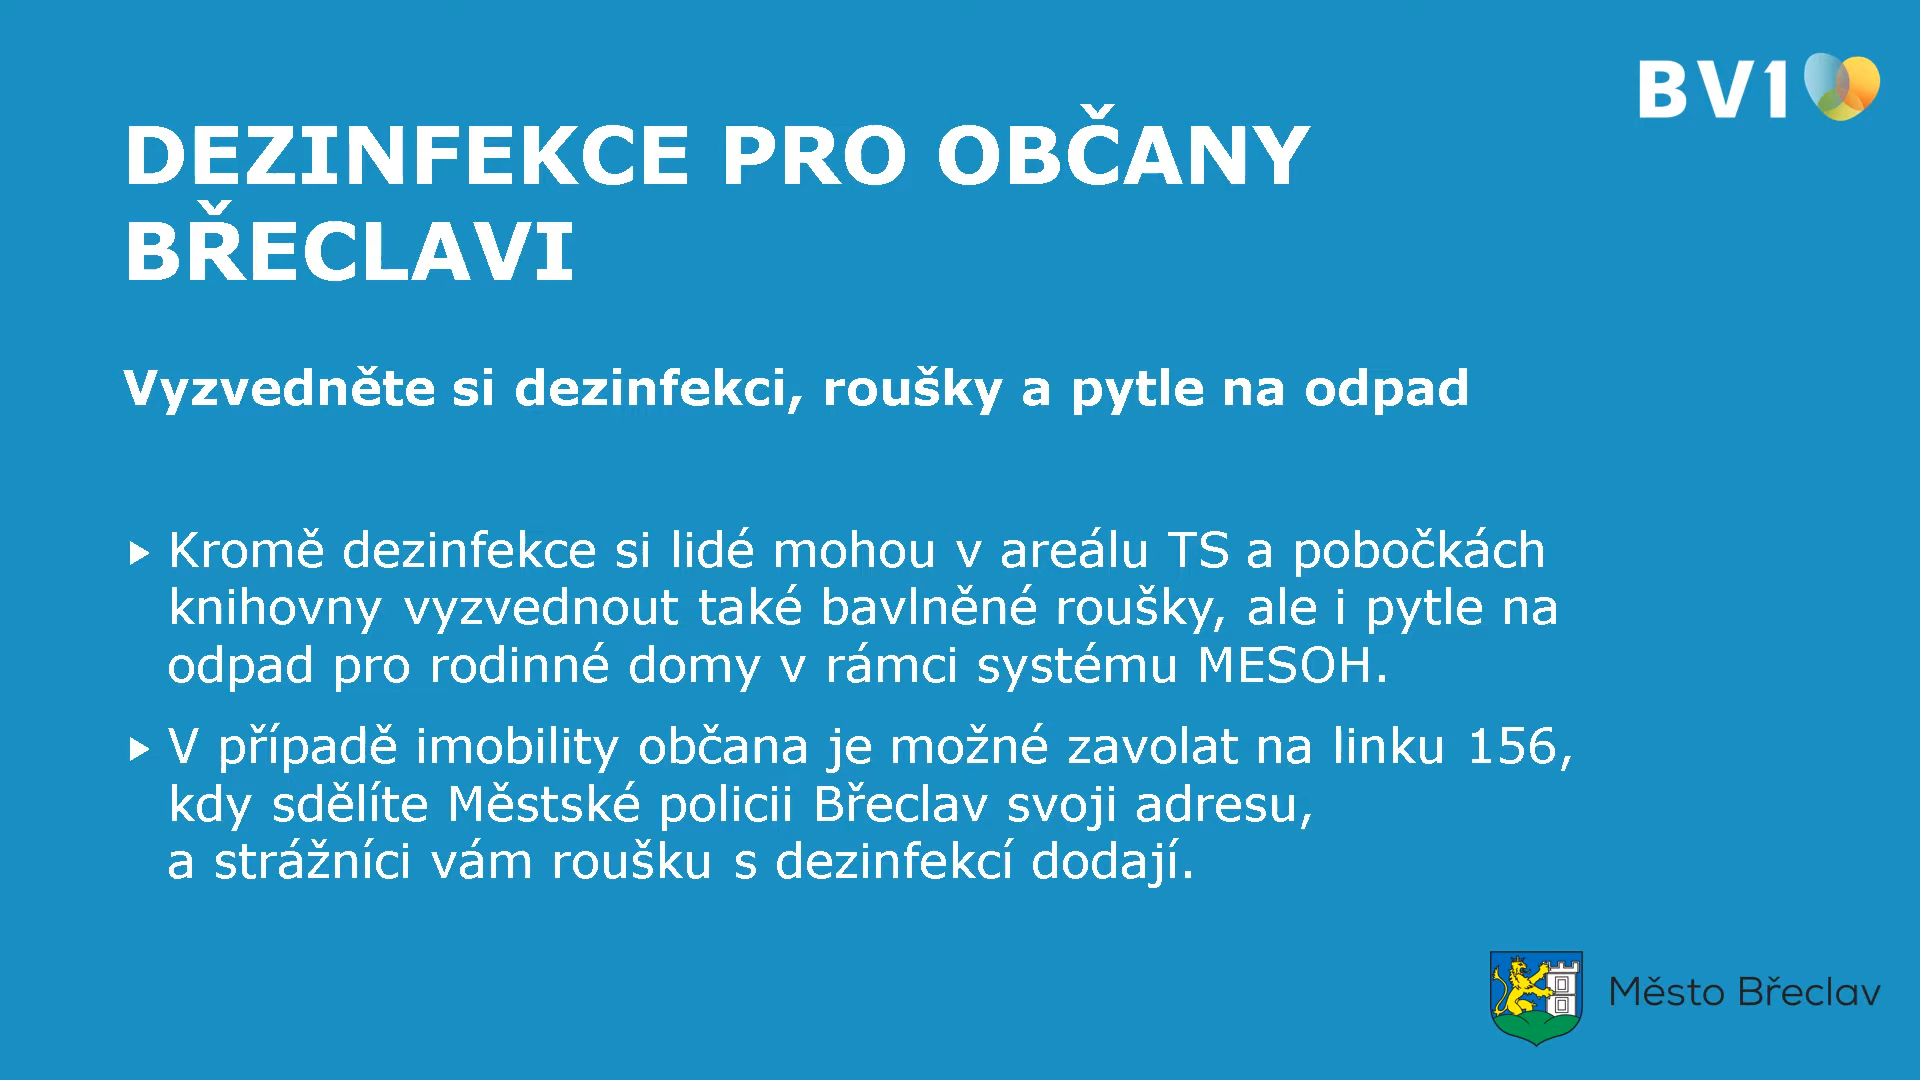 BV1
DEZINFEKCE PRO OBČANY
BŘECLAVI
Vyzvedněte si dezinfekci, roušky a pytle na odpad
Kromě dezinfekce si lidé mohou v areálu TS a pobočkách
knihovny vyzvednout také bavlněné roušky, ale i pytle na
odpad pro rodinné domy v rámci systému MESOH.
V případě imobility občana je možné zavolat na linku 156,
kdy sdělíte Městské policii Břeclav svoji adresu,
a strážníci vám roušku s dezinfekcí dodají.
Město Břeclav